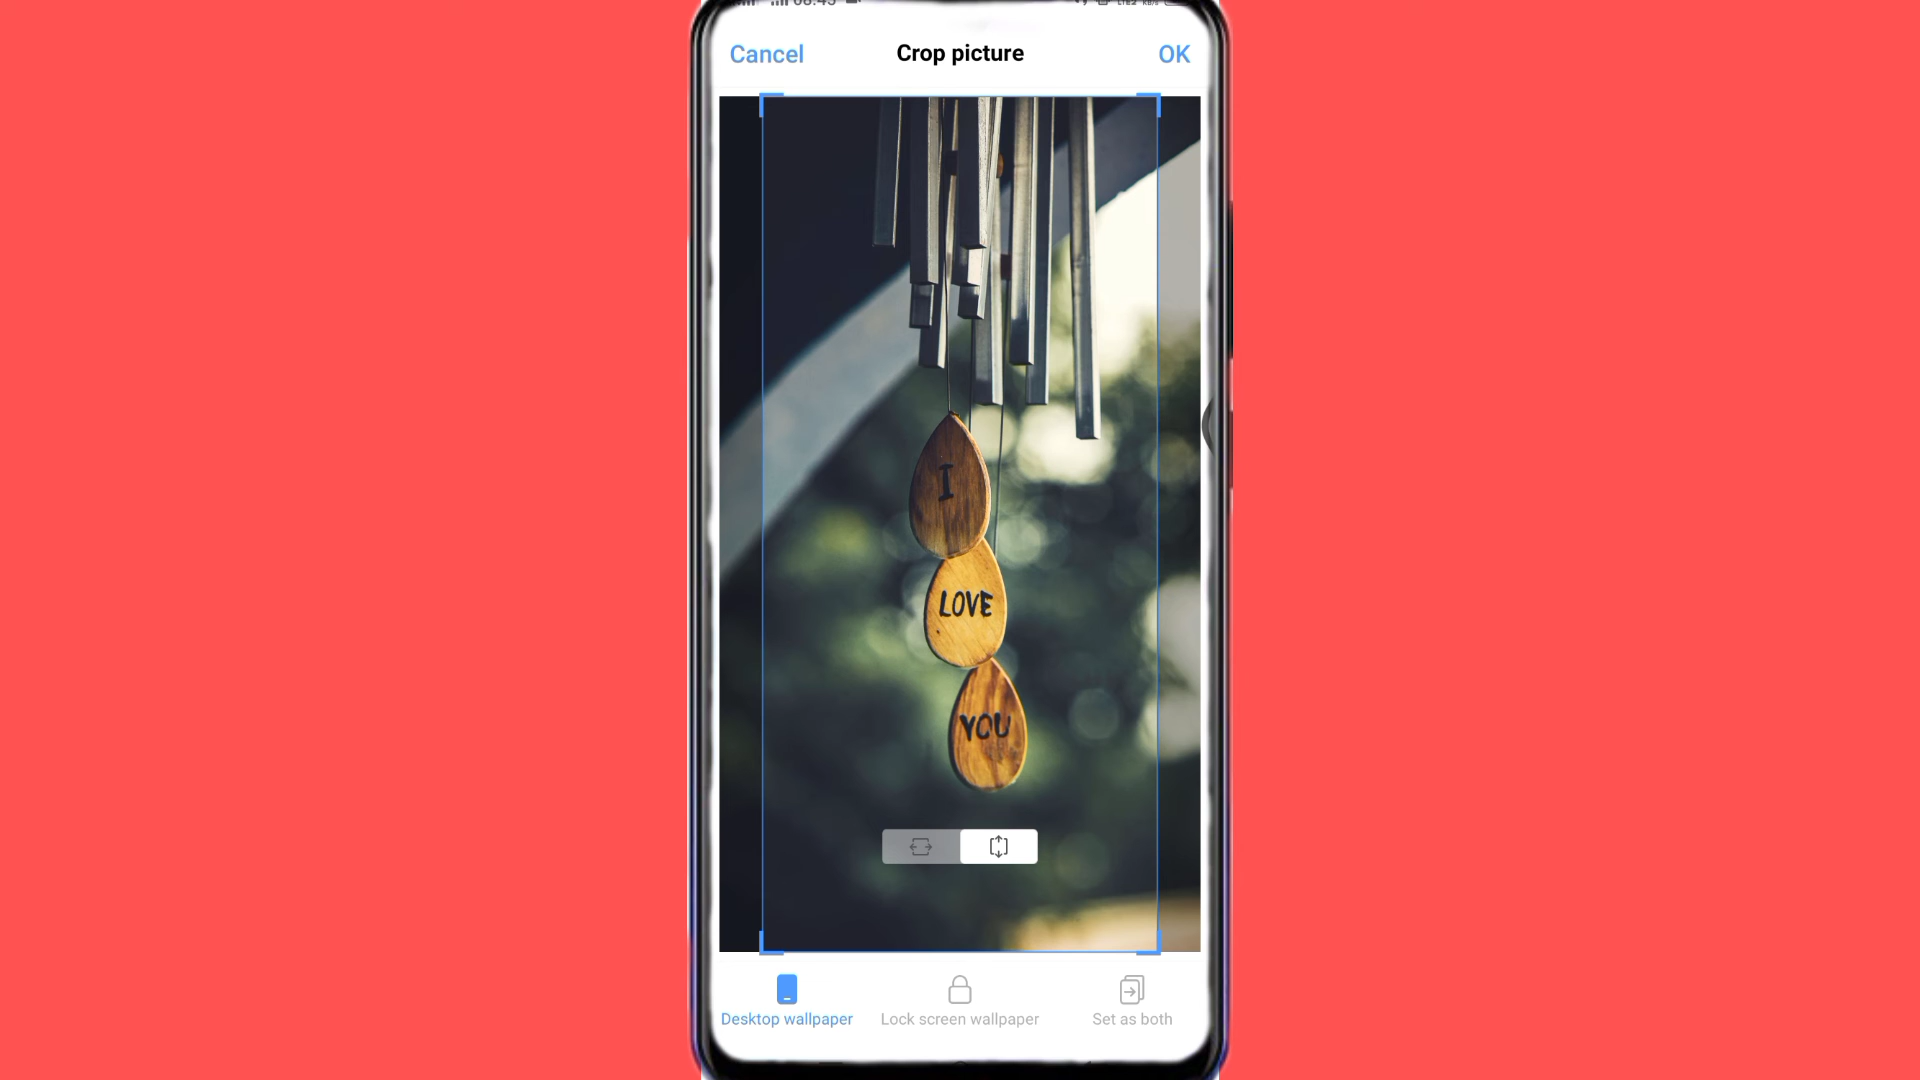 Cancel
Crop picture
OK
I
LOVE
YOU
Desktop wallpaper
Lock screen wallpaper
Set as both